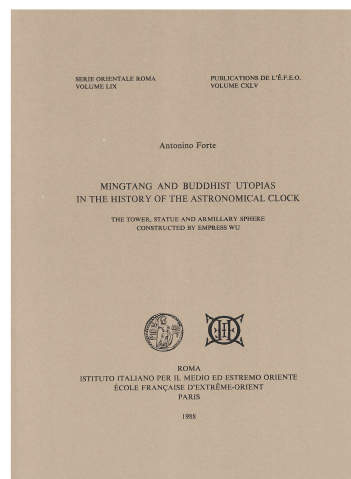 SERIE ORIENTALE ROMA
VOLUME LIX
PUBLICATIONS DE L'É.F.E.O.
VOLUME CXLV
Antonino Forte
MINGTANG AND BUDDHIST UTOPIAS
IN THE HISTORY OF THE ASTRONOMICAL CLOCK
THE TOWER, STATUE AND ARMILLARY SPHERE
CONSTRUCTED BY EMPRESS WU
ROMA
ISTITUTO ITALIANO PER IL MEDIO ED ESTREMO ORIENTE
ÉCOLE FRANÇAISE D'EXTRÊME-ORIENT
PARIS
1988